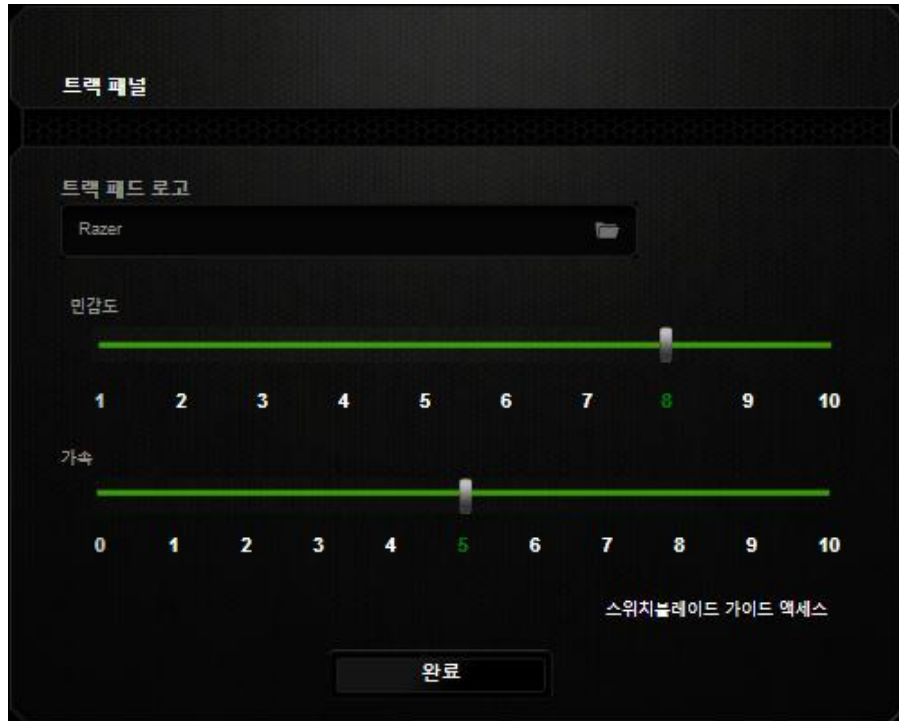 트랙 패널
트랙 패드 로고
Razer
민감도
1 2 3 4 5 6 7 8 9 10
가속
0 1 2 3 4 5 6 7 8 9 10
스위치블레이드 가이드 액세스
완료